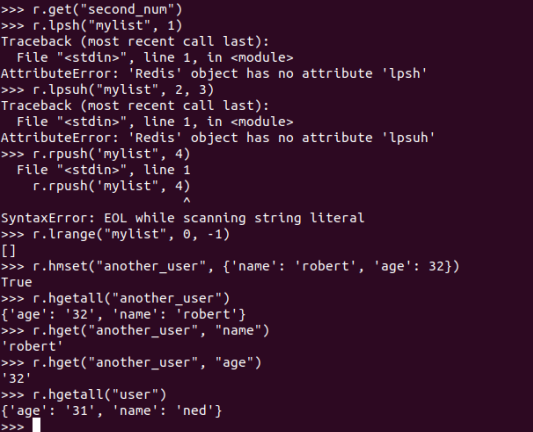 >>> r.get("second_num")
>>> r.lpsh("mylist", 1)
Traceback (most recent call last):
  File "<stdin>", line 1, in <module>
AttributeError: 'Redis' object has no attribute 'lpsh'
>>> r.lpsuh("mylist", 2, 3)
Traceback (most recent call last):
  File "<stdin>", line 1, in <module>
AttributeError: 'Redis' object has no attribute 'lpsuh'
>>> r.rpush('mylist", 4)
  File "<stdin>", line 1
    r.rpush('mylist", 4)
                       ^
SyntaxError: EOL while scanning string literal
>>> r.lrange("mylist", 0, -1)
[]
>>> r.hmset("another_user", {'name': 'robert', 'age': 32})
True
>>> r.hgetall("another_user")
{'age': '32', 'name': 'robert'}
>>> r.hget("another_user", "name")
'robert'
>>> r.hget("another_user", "age")
'32'
>>> r.hgetall("user")
{'age': '31', 'name': 'ned'}
>>>